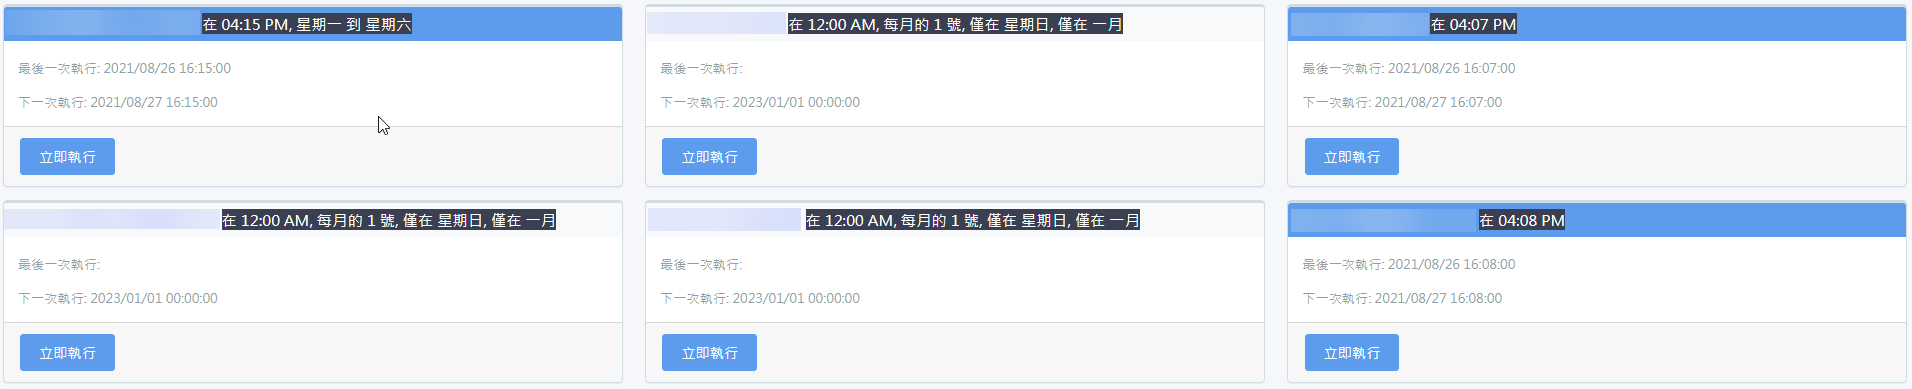 在 04:15 PM, 星期一 到 星期六
最後一次執行: 2021/08/26 16:15:00
下一次執行: 2021/08/27 16:15:00
立即執行
在 12:00 AM, 每月的 1 號, 僅在 星期日, 僅在 一月
最後一次執行:
下一次執行: 2023/01/01 00:00:00
立即執行
在 04:07 PM
最後一次執行: 2021/08/26 16:07:00
下一次執行: 2021/08/27 16:07:00
立即執行
在 12:00 AM, 每月的 1 號, 僅在 星期日, 僅在 一月
最後一次執行:
下一次執行: 2023/01/01 00:00:00
立即執行
在 12:00 AM, 每月的 1 號, 僅在 星期日, 僅在 一月
最後一次執行:
下一次執行: 2023/01/01 00:00:00
立即執行
在 04:08 PM
最後一次執行: 2021/08/26 16:08:00
下一次執行: 2021/08/27 16:08:00
立即執行